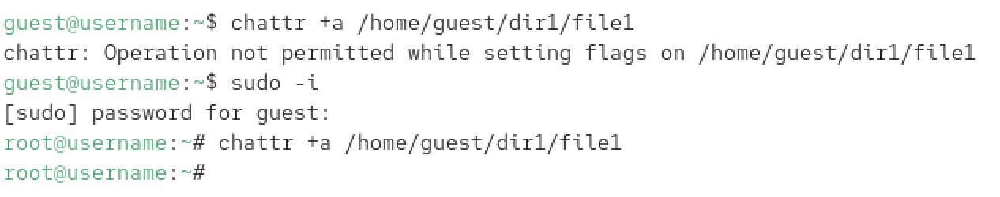 guest@username:~$ chattr +a /home/guest/dir1/file1
chattr: Operation not permitted while setting flags on /home/guest/dir1/file1
guest@username:~$ sudo -i
[sudo] password for guest:
root@username:~# chattr +a /home/guest/dir1/file1
root@username:~#